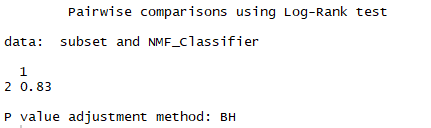 Pairwise comparisons using Log-Rank test
data:  subset and NMF_Classifier
1
2 0.83
P value adjustment method: BH